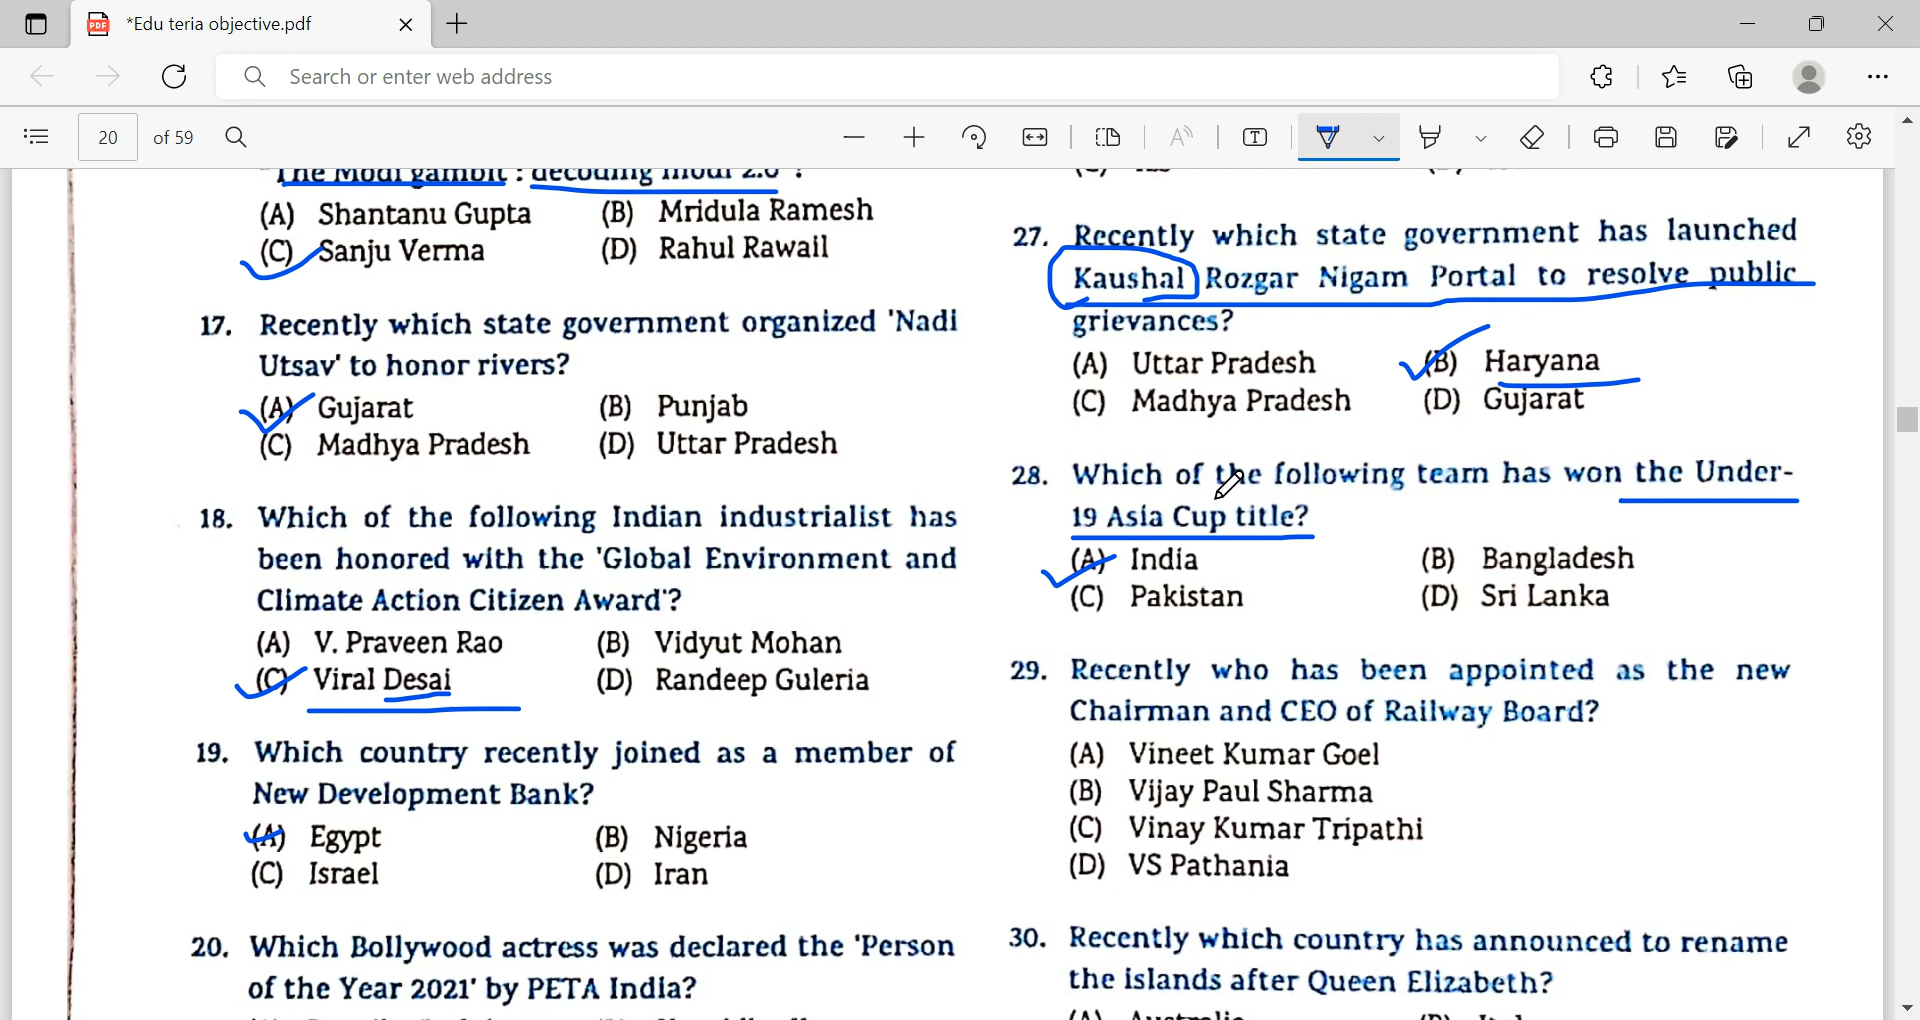 *Edu teria objective.pdf
Search or enter web address
20 of 59
The Modi gambit : decoding modi 2.0' ?
(A) Shantanu Gupta (B) Mridula Ramesh
(C) Sanju Verma (D) Rahul Rawail
17. Recently which state government organized 'Nadi
Utsav' to honor rivers?
(A) Gujarat (B) Punjab
(C) Madhya Pradesh (D) Uttar Pradesh
18. Which of the following Indian industrialist has
been honored with the 'Global Environment and
Climate Action Citizen Award'?
(A) V. Praveen Rao (B) Vidyut Mohan
(C) Viral Desai (D) Randeep Guleria
19. Which country recently joined as a member of
New Development Bank?
(A) Egypt (B) Nigeria
(C) Israel (D) Iran
20. Which Bollywood actress was declared the 'Person
of the Year 2021' by PETA India?
27. Recently which state government has launched
Kaushal Rozgar Nigam Portal to resolve public
grievances?
(A) Uttar Pradesh (B) Haryana
(C) Madhya Pradesh (D) Gujarat
28. Which of the following team has won the Under-
19 Asia Cup title?
(A) India (B) Bangladesh
(C) Pakistan (D) Sri Lanka
29. Recently who has been appointed as the new
Chairman and CEO of Railway Board?
(A) Vineet Kumar Goel
(B) Vijay Paul Sharma
(C) Vinay Kumar Tripathi
(D) VS Pathania
30. Recently which country has announced to rename
the islands after Queen Elizabeth?
(A) Australia